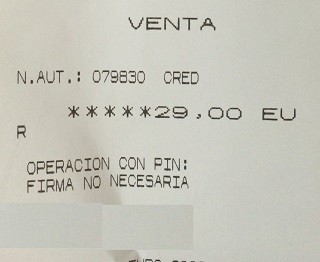 VENTA
N.AUT.: 079830 CRED
*****29,00 EU
R
OPERACION CON PIN:
FIRMA NO NECESARIA